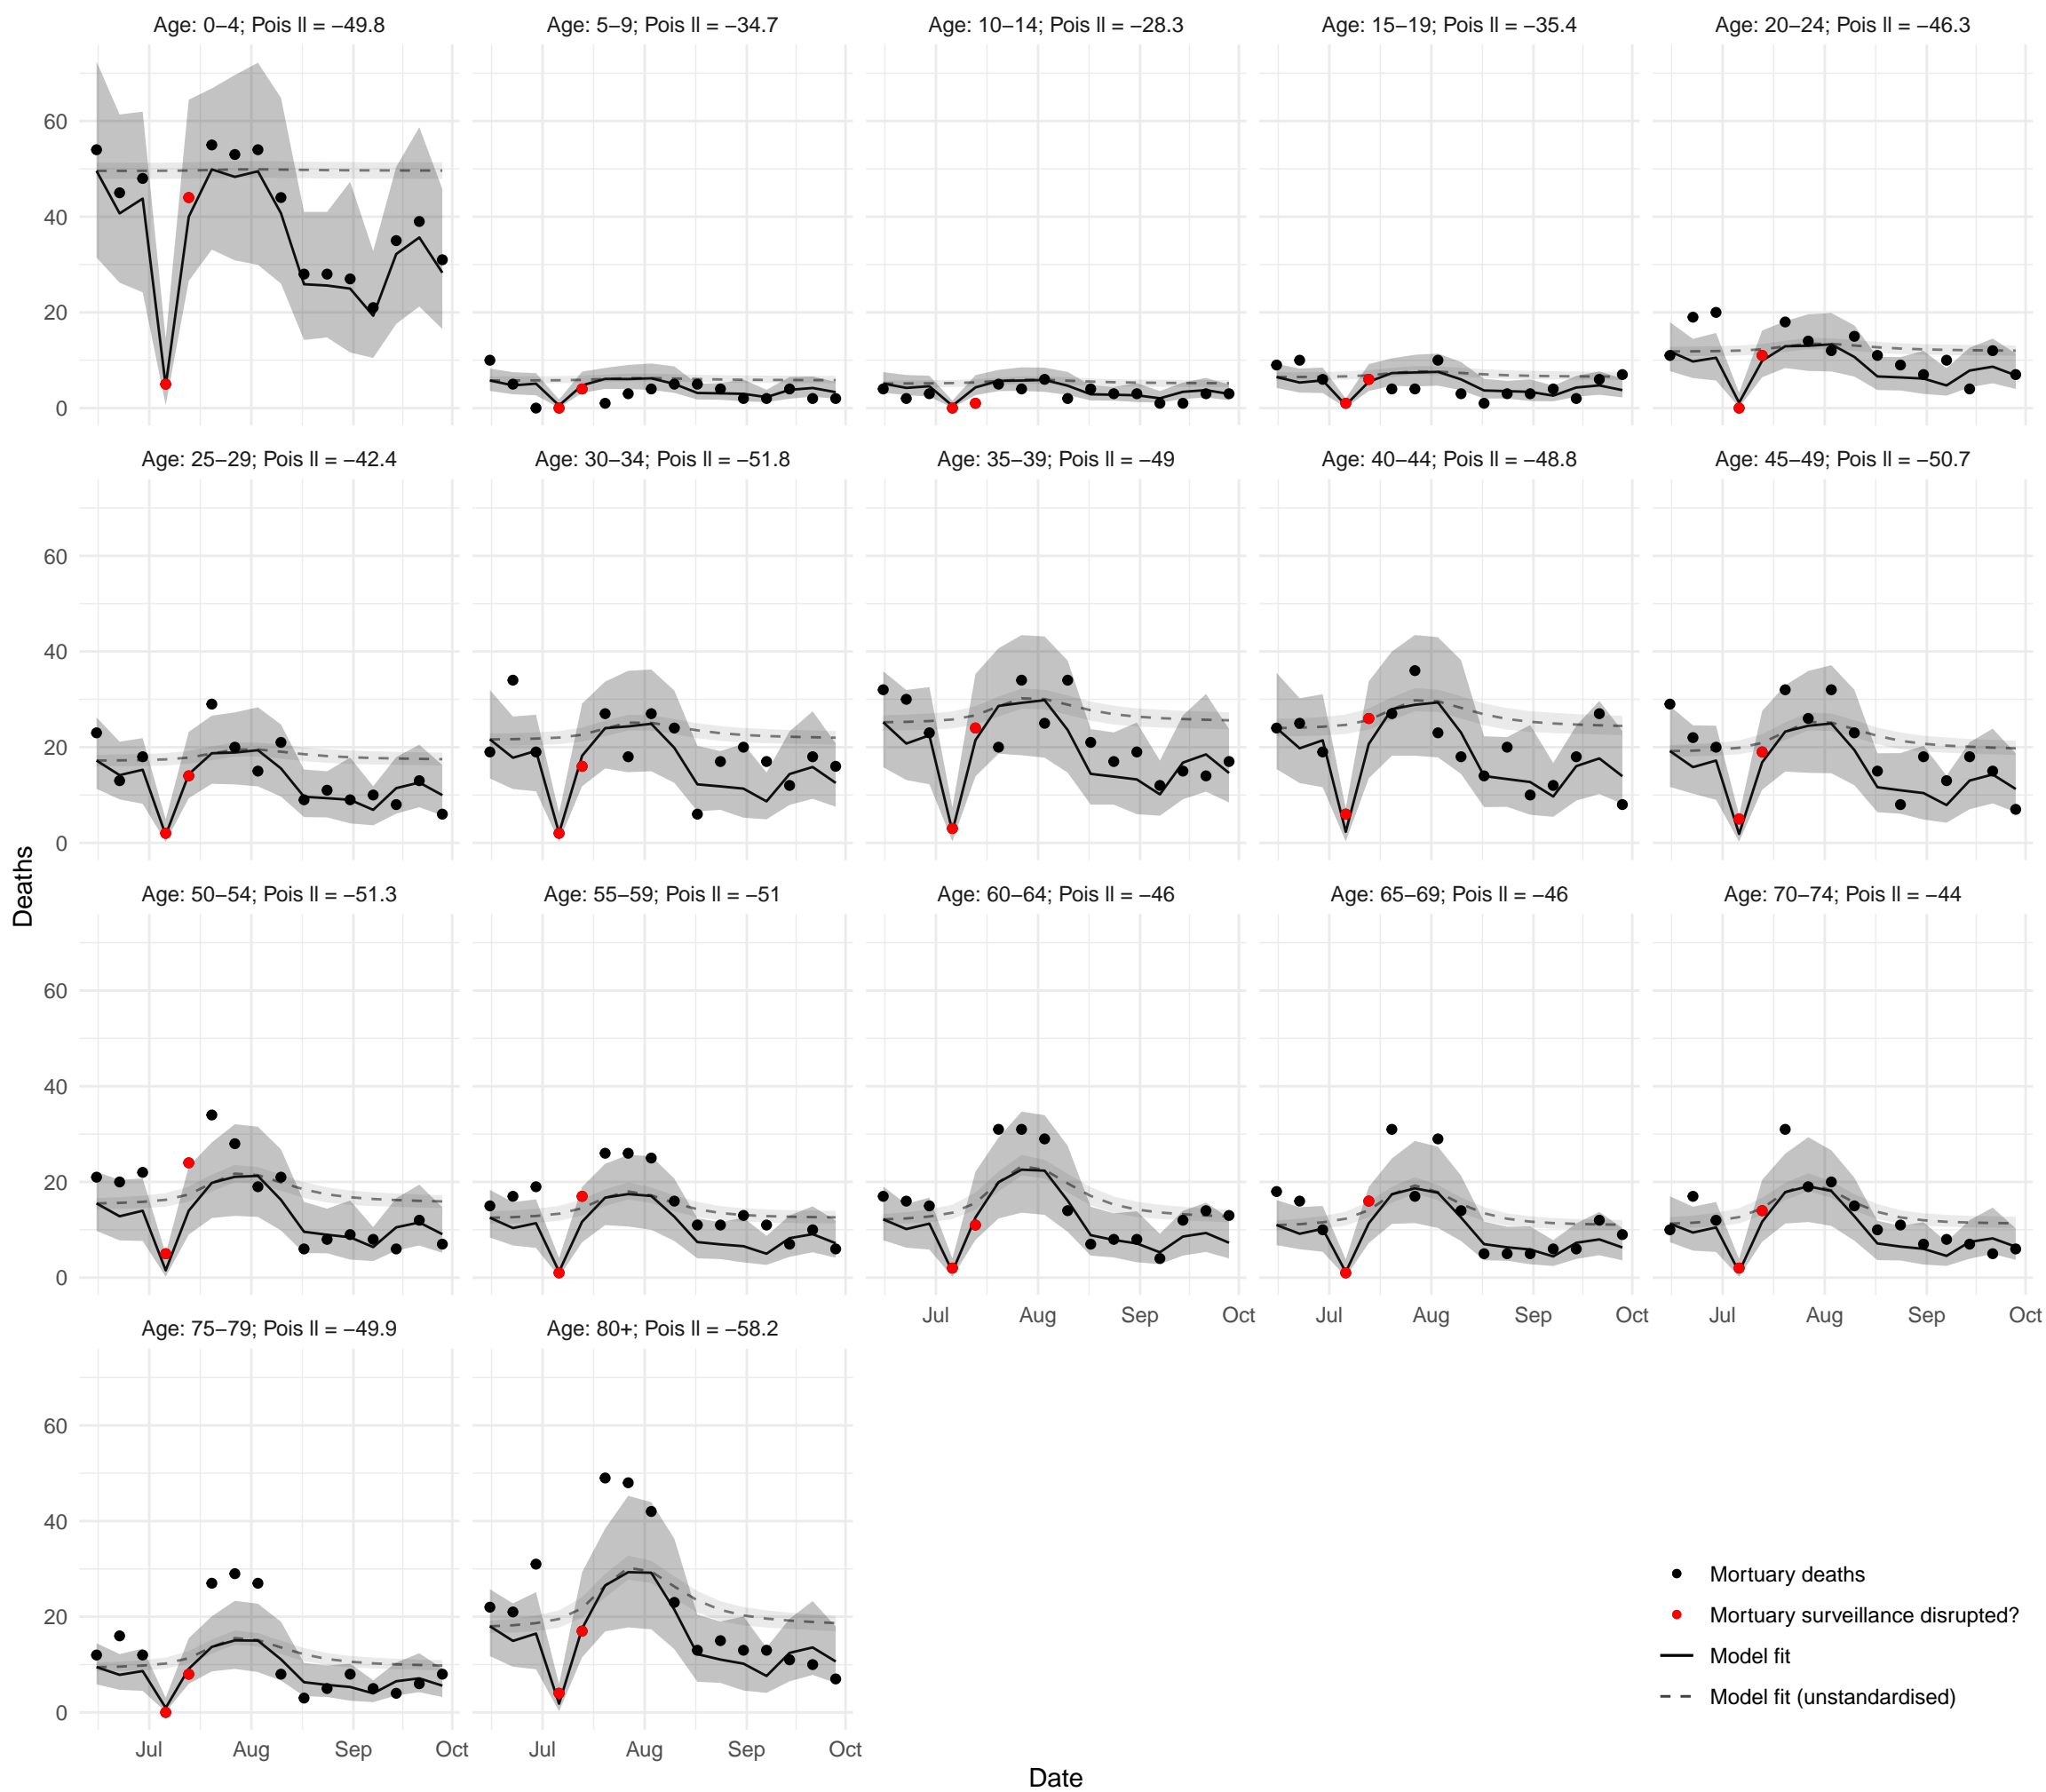 Age: 0−4; Pois ll = −49.8
Age: 5−9; Pois ll = −34.7
Age: 10−14; Pois ll = −28.3
Age: 15−19; Pois ll = −35.4
Age: 20−24; Pois ll = −46.3
60
40
20
0
Age: 25−29; Pois ll = −42.4
Age: 30−34; Pois ll = −51.8
Age: 35−39; Pois ll = −49
Age: 40−44; Pois ll = −48.8
Age: 45−49; Pois ll = −50.7
60
40
20
0
Deaths
Age: 50−54; Pois ll = −51.3
Age: 55−59; Pois ll = −51
Age: 60−64; Pois ll = −46
Age: 65−69; Pois ll = −46
Age: 70−74; Pois ll = −44
60
40
20
0
Jul Aug Sep Oct
Jul Aug Sep Oct
Jul Aug Sep Oct
Age: 75−79; Pois ll = −49.9
Age: 80+; Pois ll = −58.2
60
40
20
0
Jul Aug Sep Oct
Jul Aug Sep Oct
Mortuary deaths
Mortuary surveillance disrupted?
Model fit
Model fit (unstandardised)
Date